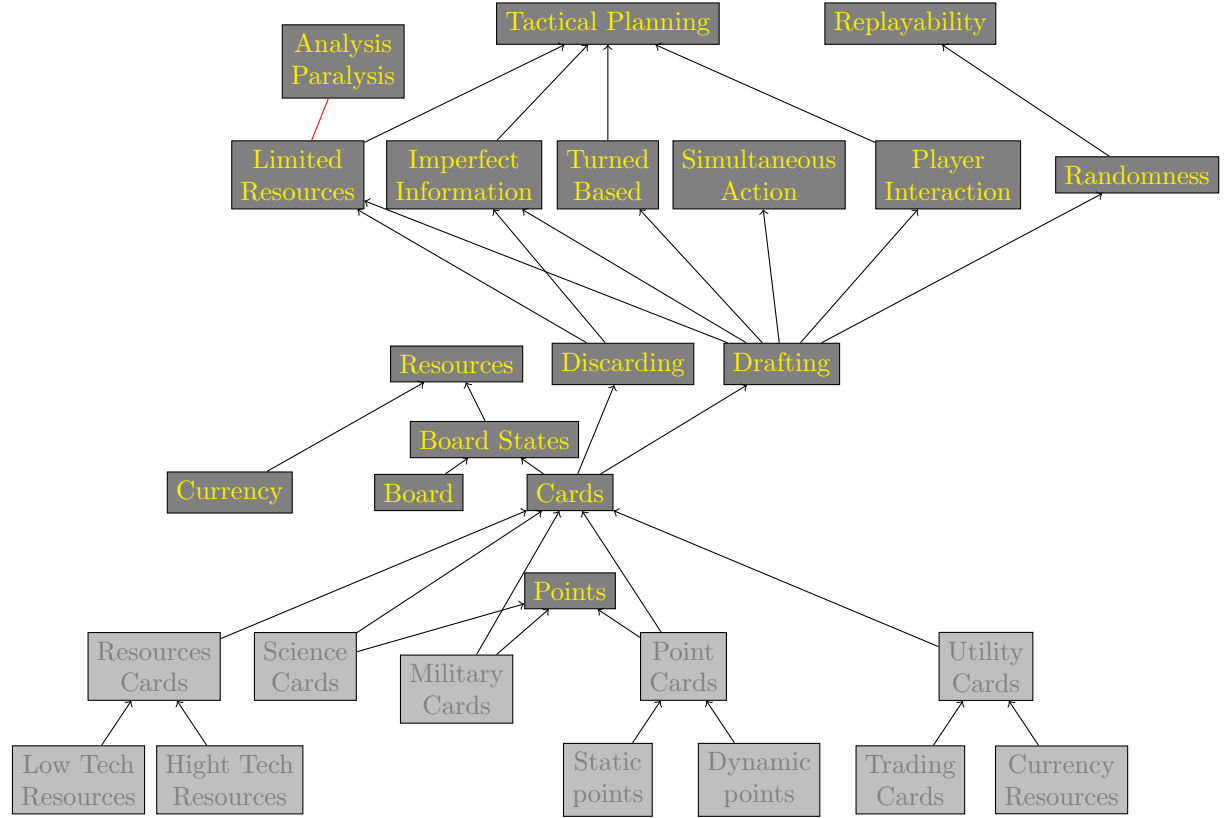 Tactical Planning
Replayability
Analysis
Paralysis
Limited
Resources
Imperfect
Information
Turned
Based
Simultaneous
Action
Player
Interaction
Randomness
Resources
Discarding
Drafting
Board States
Currency
Board
Cards
Points
Resources
Cards
Science
Cards
Military
Cards
Point
Cards
Utility
Cards
Low Tech
Resources
Hight Tech
Resources
Static
points
Dynamic
points
Trading
Cards
Currency
Resources